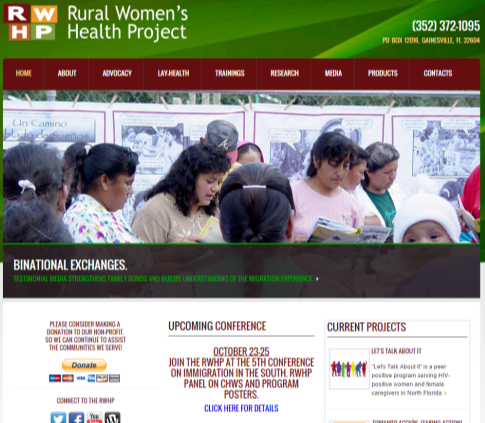 RW
HP
Rural Women's
Health Project
(352) 372-1095
PO BOX 12016, GAINESVILLE, FL 32604
HOME ABOUT ADVOCACY LAY-HEALTH TRAININGS RESEARCH MEDIA PRODUCTS CONTACTS
Un Camino
de sueños
BINATIONAL EXCHANGES.
TESTIMONIAL MEDIA STRENGTHENS FAMILY BONDS AND BUILDS UNDERSTANDING OF THE MIGRATION EXPERIENCE
PLEASE CONSIDER MAKING A
DONATION TO OUR NON-PROFIT,
SO WE CAN CONTINUE TO ASSIST
THE COMMUNITIES WE SERVE!
Donate
CONNECT TO THE RWHP
You
UPCOMING CONFERENCE
OCTOBER 23-25
JOIN THE RWHP AT THE 5TH CONFERENCE
ON IMMIGRATION IN THE SOUTH. RWHP
PANEL ON CHWS AND PROGRAM
POSTERS.
CLICK HERE FOR DETAILS
CURRENT PROJECTS
LET'S TALK ABOUT IT
"Let's Talk About It" is a peer
positive program serving HIV-
positive women and female
caregivers in North Florida.